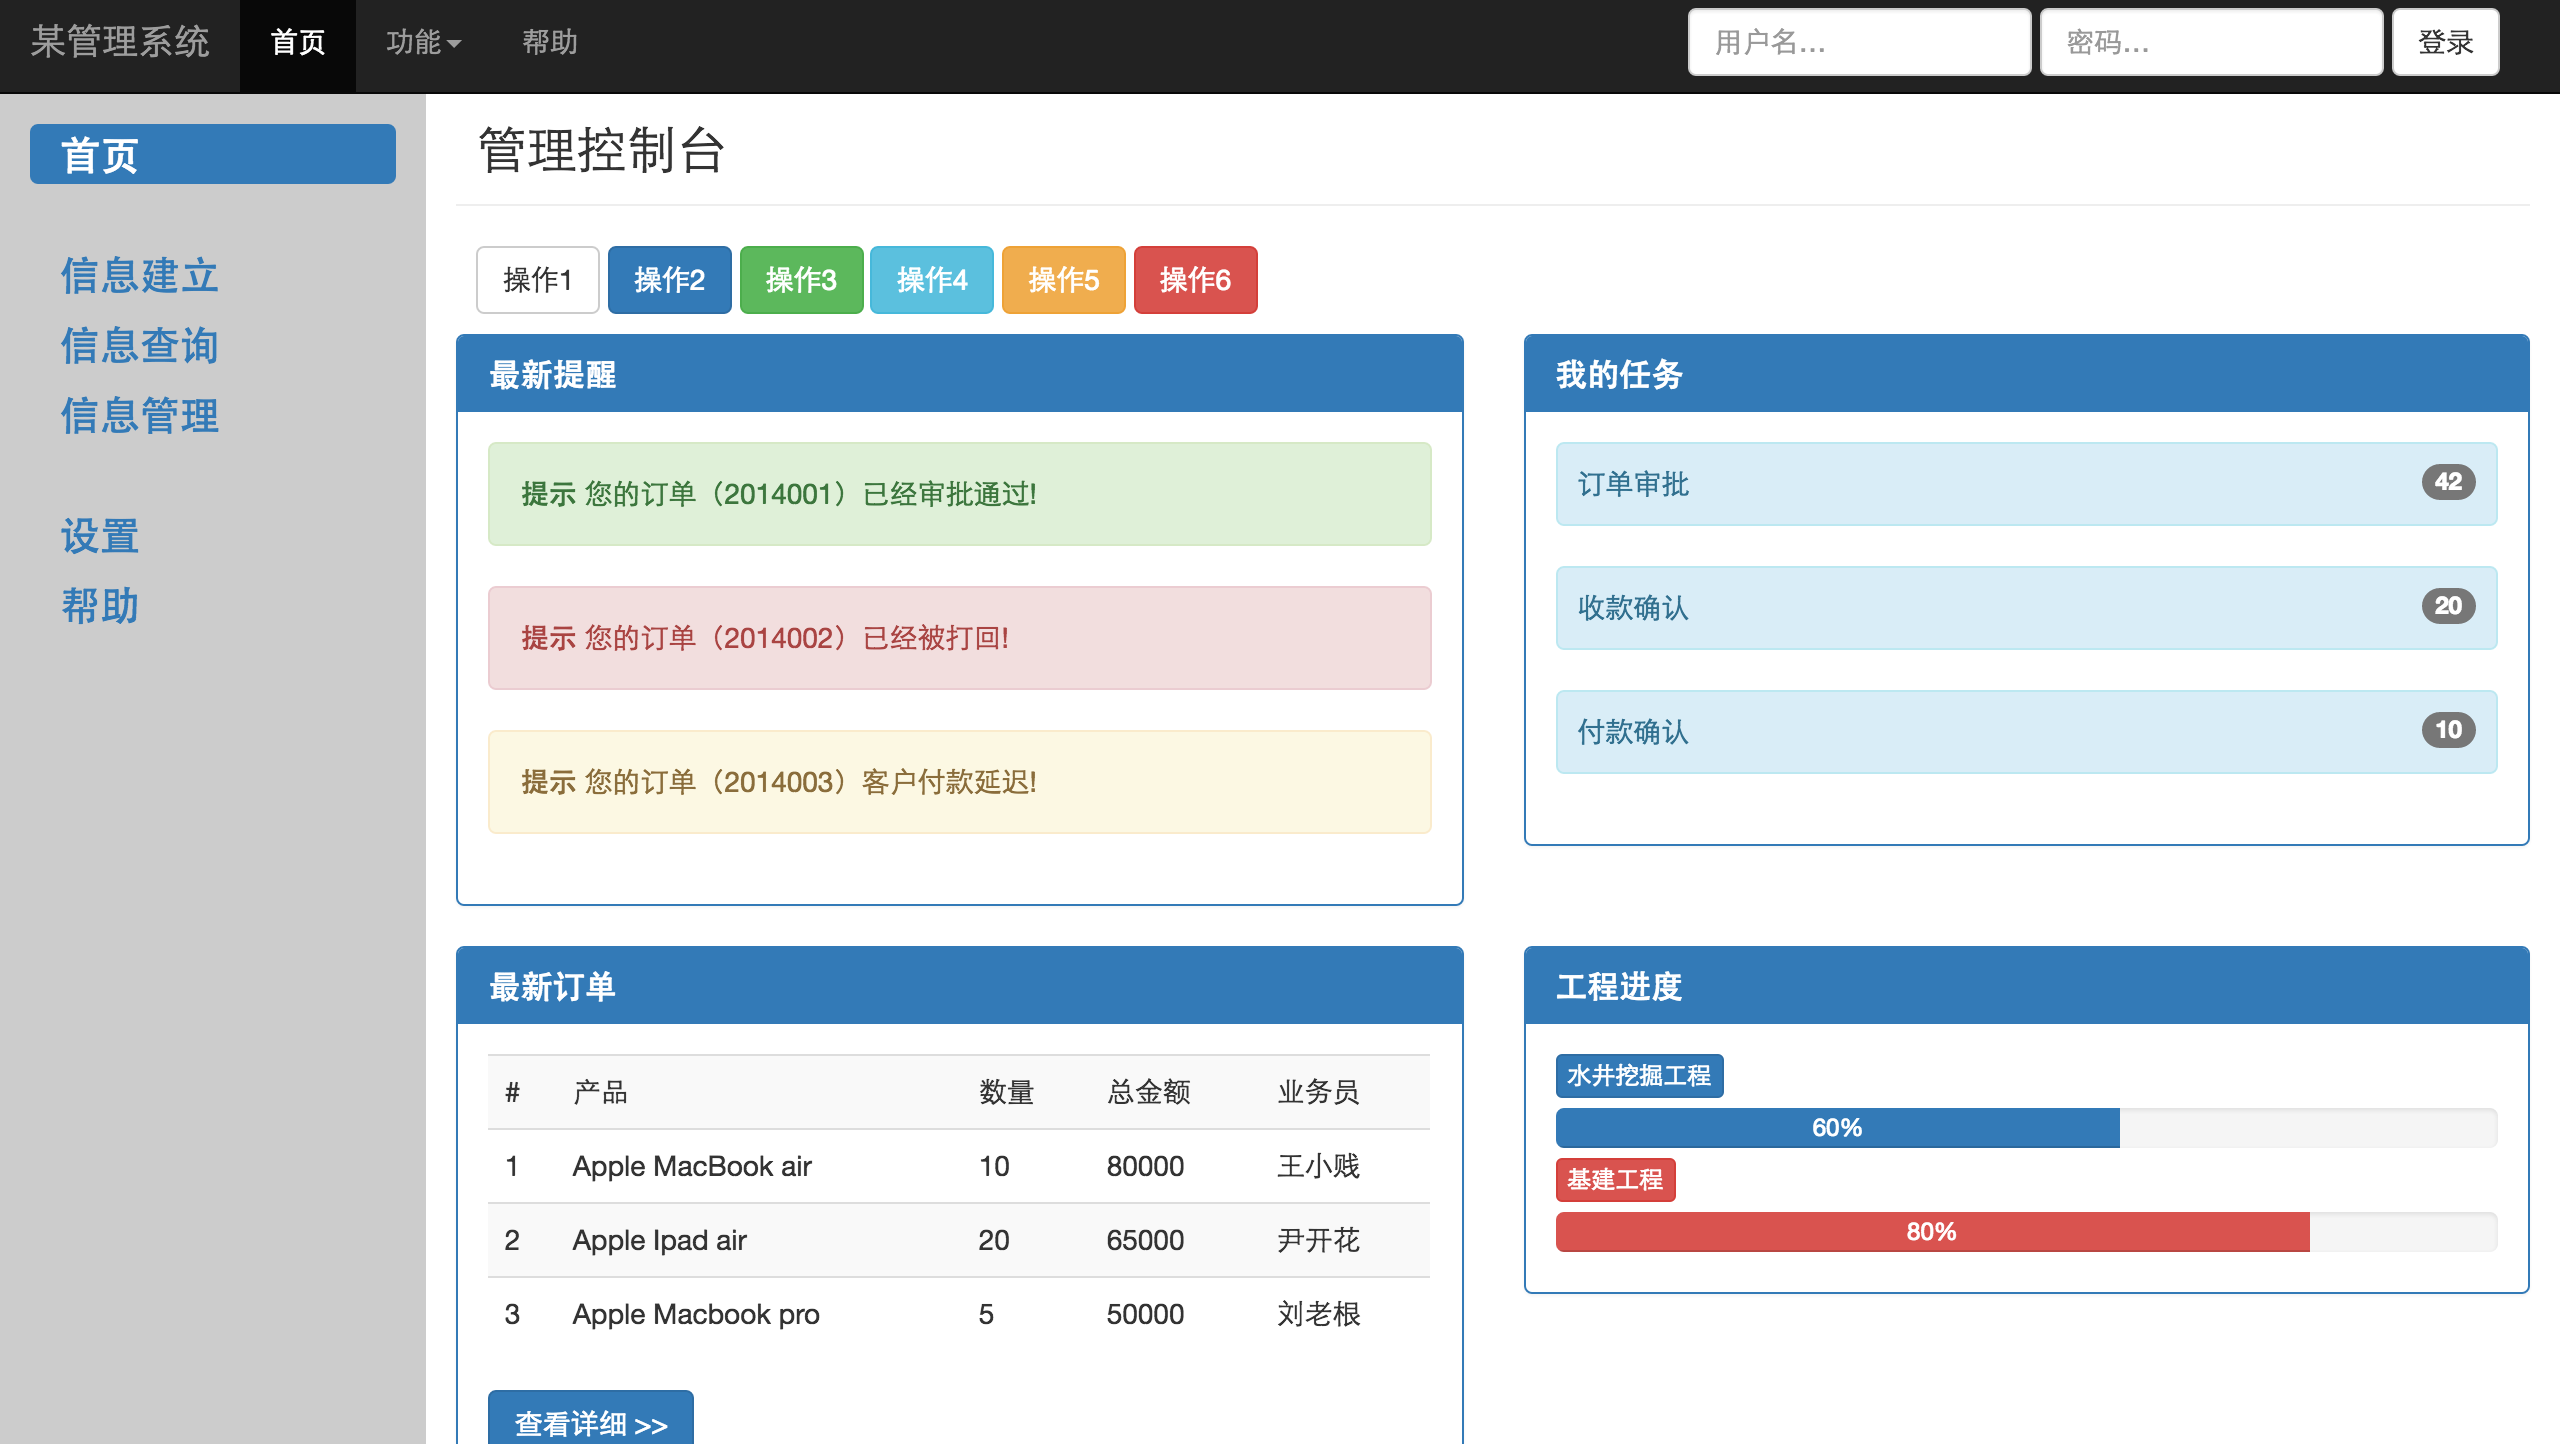 某管理系统 首页 功能 帮助 用户名... 密码... 登录
首页
信息建立
信息查询
信息管理
设置
帮助
管理控制台
操作1 操作2 操作3 操作4 操作5 操作6
最新提醒
提示 您的订单（2014001）已经审批通过!
提示 您的订单（2014002）已经被打回!
提示 您的订单（2014003）客户付款延迟!
我的任务
订单审批 42
收款确认 20
付款确认 10
最新订单
# 产品 数量 总金额 业务员
1 Apple MacBook air 10 80000 王小贱
2 Apple Ipad air 20 65000 尹开花
3 Apple Macbook pro 5 50000 刘老根
查看详细 >>
工程进度
水井挖掘工程
60%
基建工程
80%